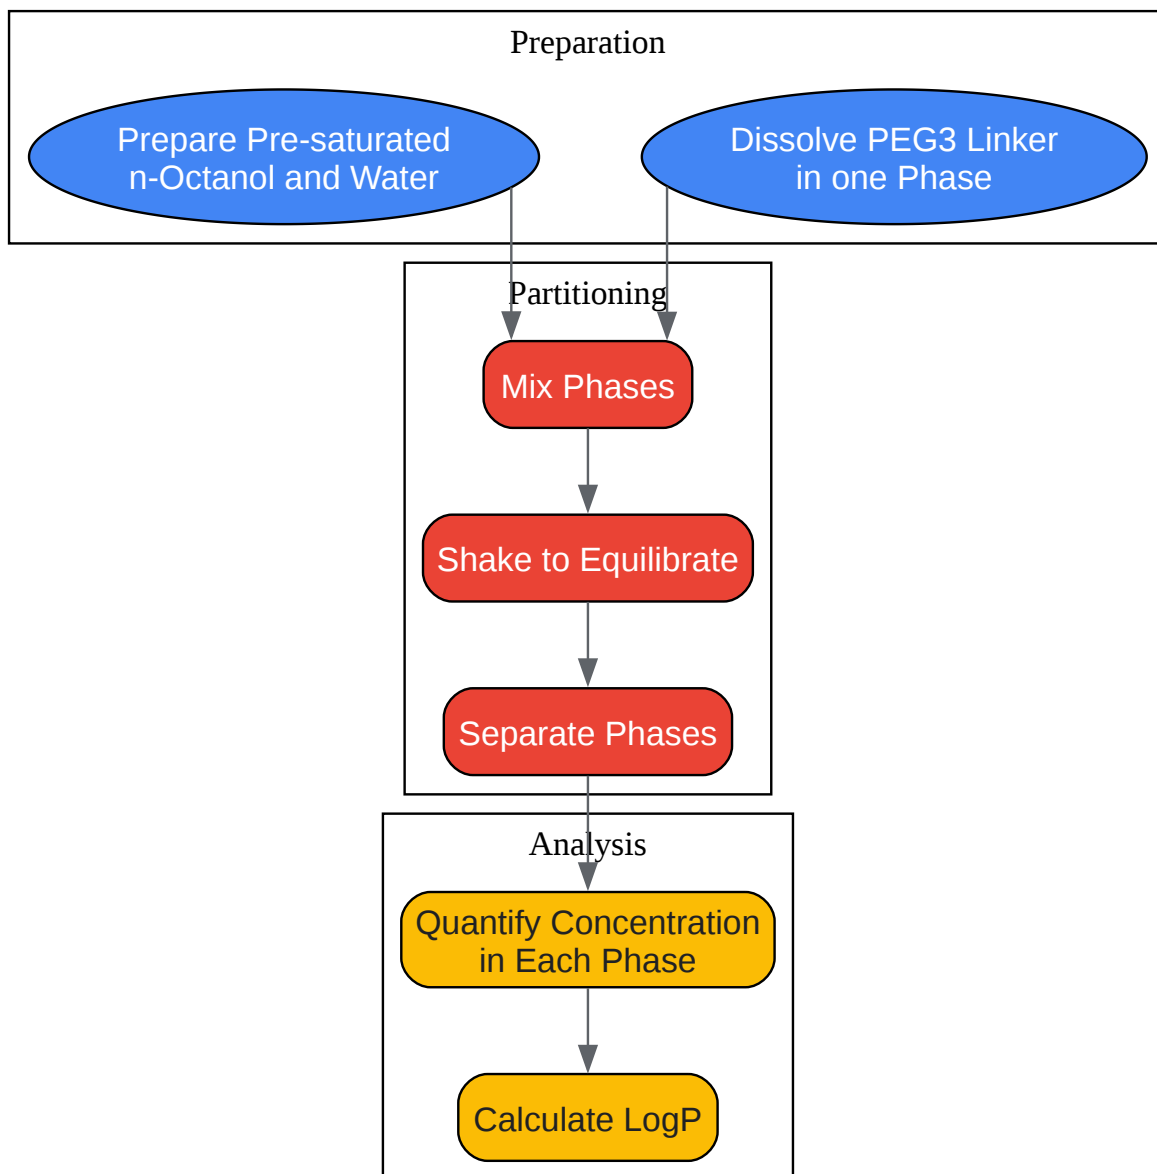 Preparation
Prepare Pre-saturated
n-Octanol and Water
Dissolve PEG3 Linker
in one Phase
Partitioning
Mix Phases
Shake to Equilibrate
Separate Phases
Analysis
Quantify Concentration
in Each Phase
Calculate LogP